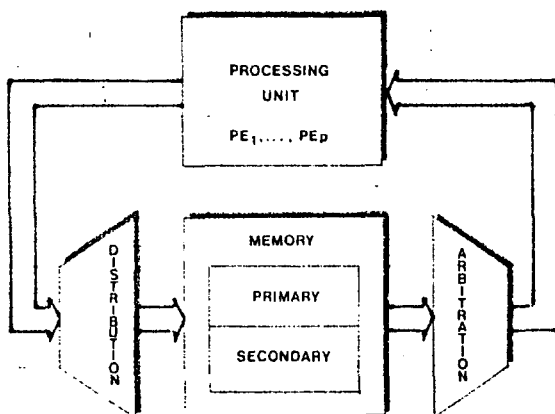 PROCESSING
UNIT
PE1,..., PEp
DISTRIBUTION
MEMORY
PRIMARY
SECONDARY
ARBITRATION